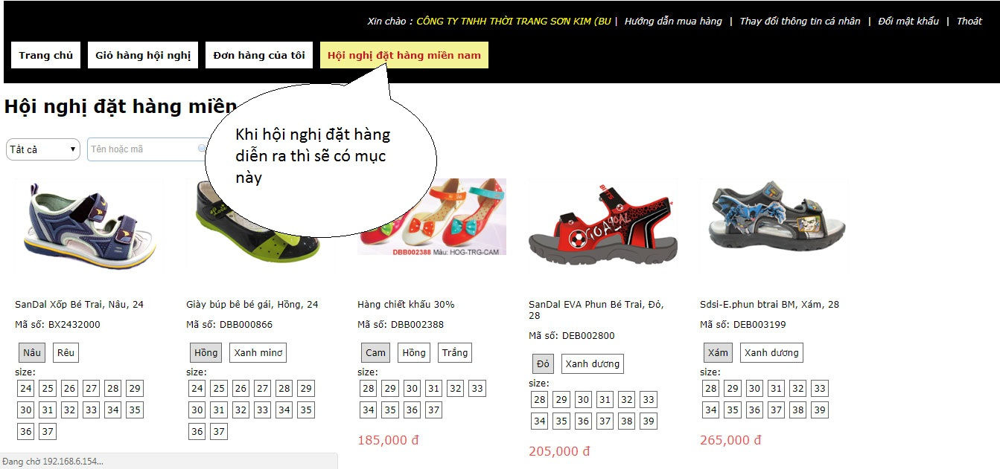 Xin chào : CÔNG TY TNHH THỜI TRANG SƠN KIM (BU | Hướng dẫn mua hàng | Thay đổi thông tin cá nhân | Đổi mật khẩu | Thoát
Trang chủ Giỏ hàng hội nghị Đơn hàng của tôi Hội nghị đặt hàng miền nam
Hội nghị đặt hàng miền
Khi hội nghị đặt hàng
diễn ra thì sẽ có mục
này
Tất cả Tên hoặc mã
GOAL
DBB002388 Màu: HOG-TRG-CAM
SanDal Xốp Bé Trai, Nâu, 24
Mã số: BX2432000
Nâu Rêu
size:
24 25 26 27 28 29
30 31 32 33 34 35
36 37
Giày búp bê bé gái, Hồng, 24
Mã số: DBB000866
Hồng Xanh minơ
size:
24 25 26 27 28 29
30 31 32 33 34 35
36 37
Hàng chiết khấu 30%
Mã số: DBB002388
Cam Hồng Trắng
size:
28 29 30 31 32 33
34 35 36 37
185,000 đ
SanDal EVA Phun Bé Trai, Đỏ,
28
Mã số: DEB002800
Đỏ Xanh dương
size:
28 29 30 31 32 33
34 35 36 37 38 39
205,000 đ
Sdsi-E.phun btrai BM, Xám, 28
Mã số: DEB003199
Xám Xanh dương
size:
28 29 30 31 32 33
34 35 36 37 38 39
265,000 đ
Đang chờ 192.168.6.154...